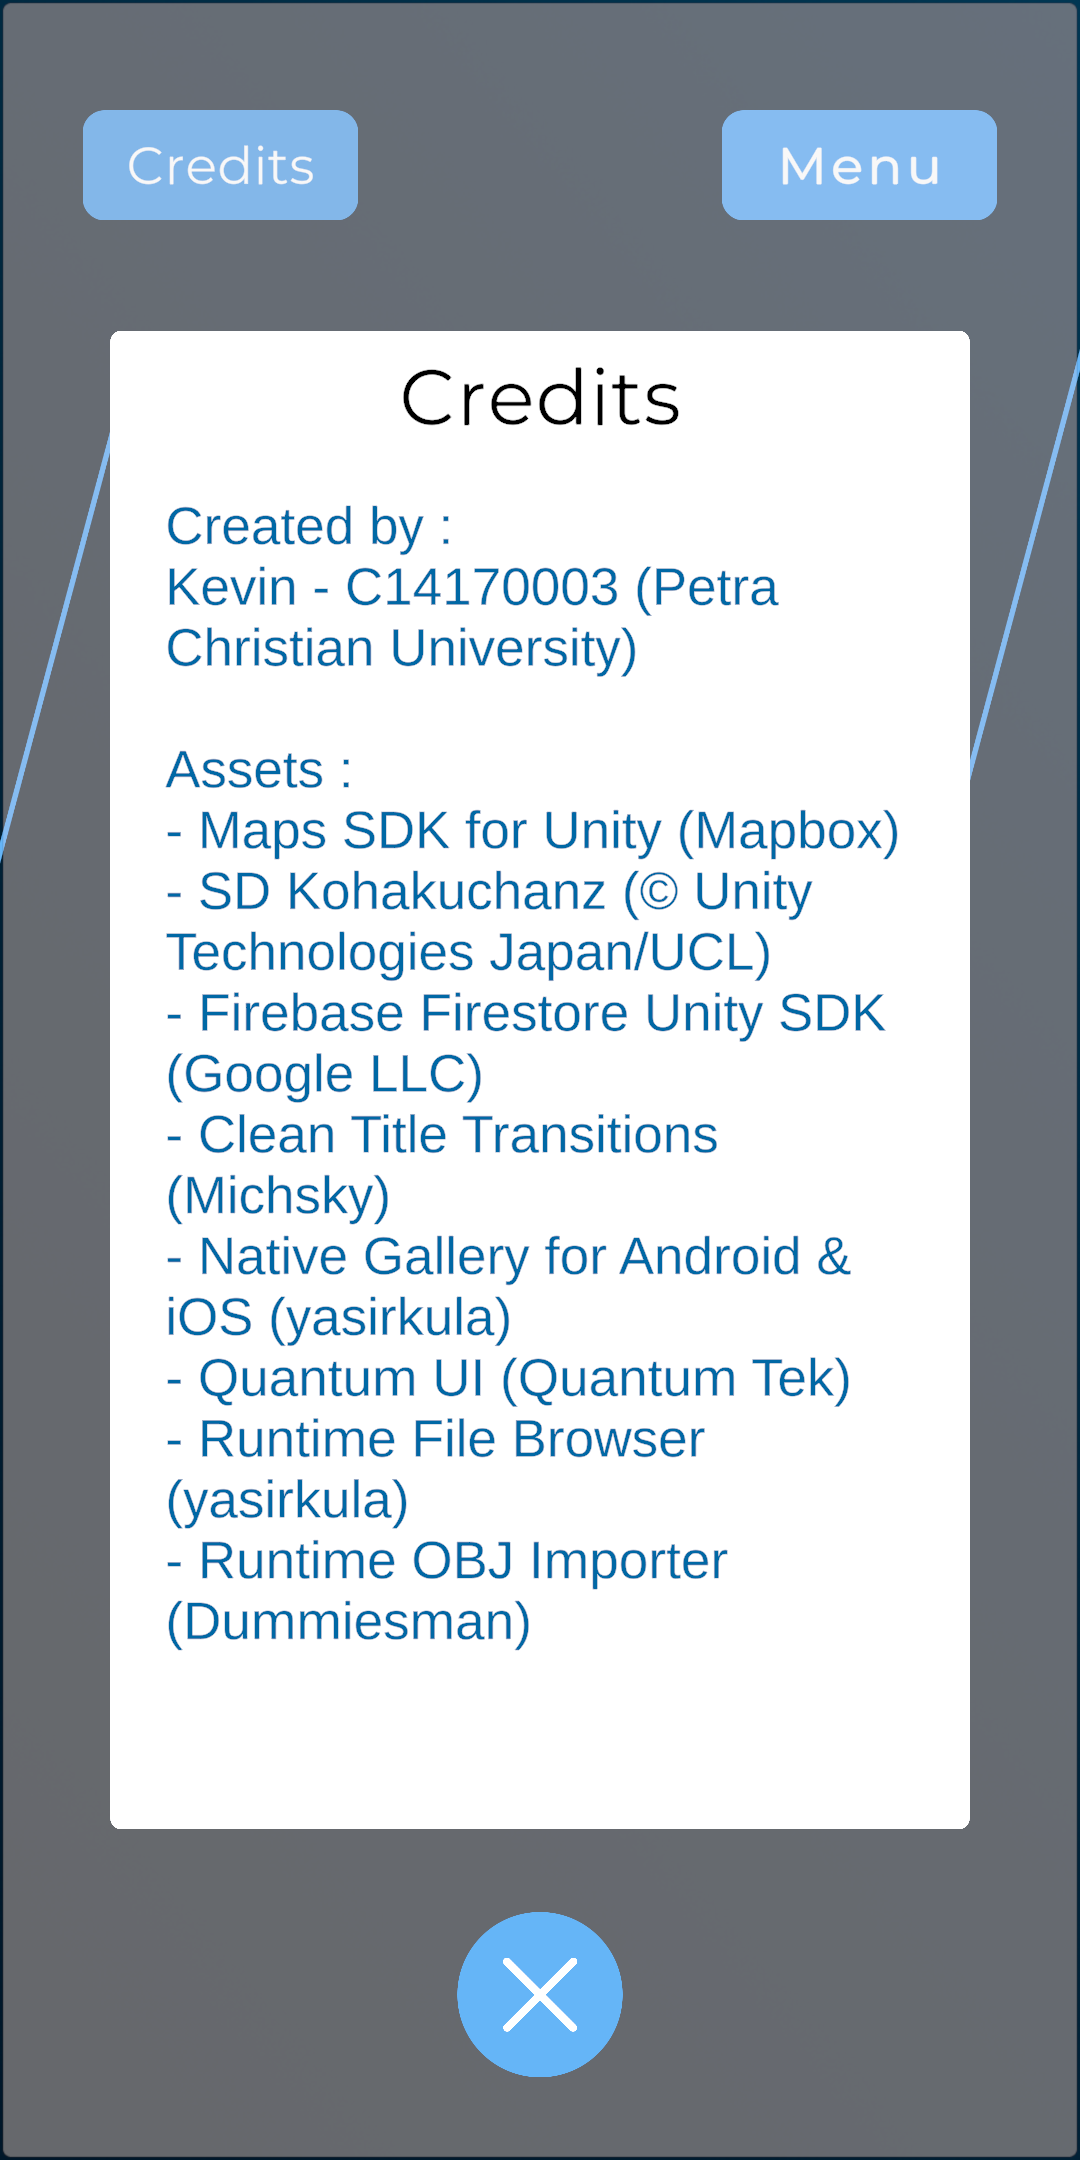 Credits
Menu
Credits
Created by :
Kevin - C14170003 (Petra
Christian University)
Assets :
- Maps SDK for Unity (Mapbox)
- SD Kohakuchanz (© Unity
Technologies Japan/UCL)
- Firebase Firestore Unity SDK
(Google LLC)
- Clean Title Transitions
(Michsky)
- Native Gallery for Android &
iOS (yasirkula)
- Quantum UI (Quantum Tek)
- Runtime File Browser
(yasirkula)
- Runtime OBJ Importer
(Dummiesman)